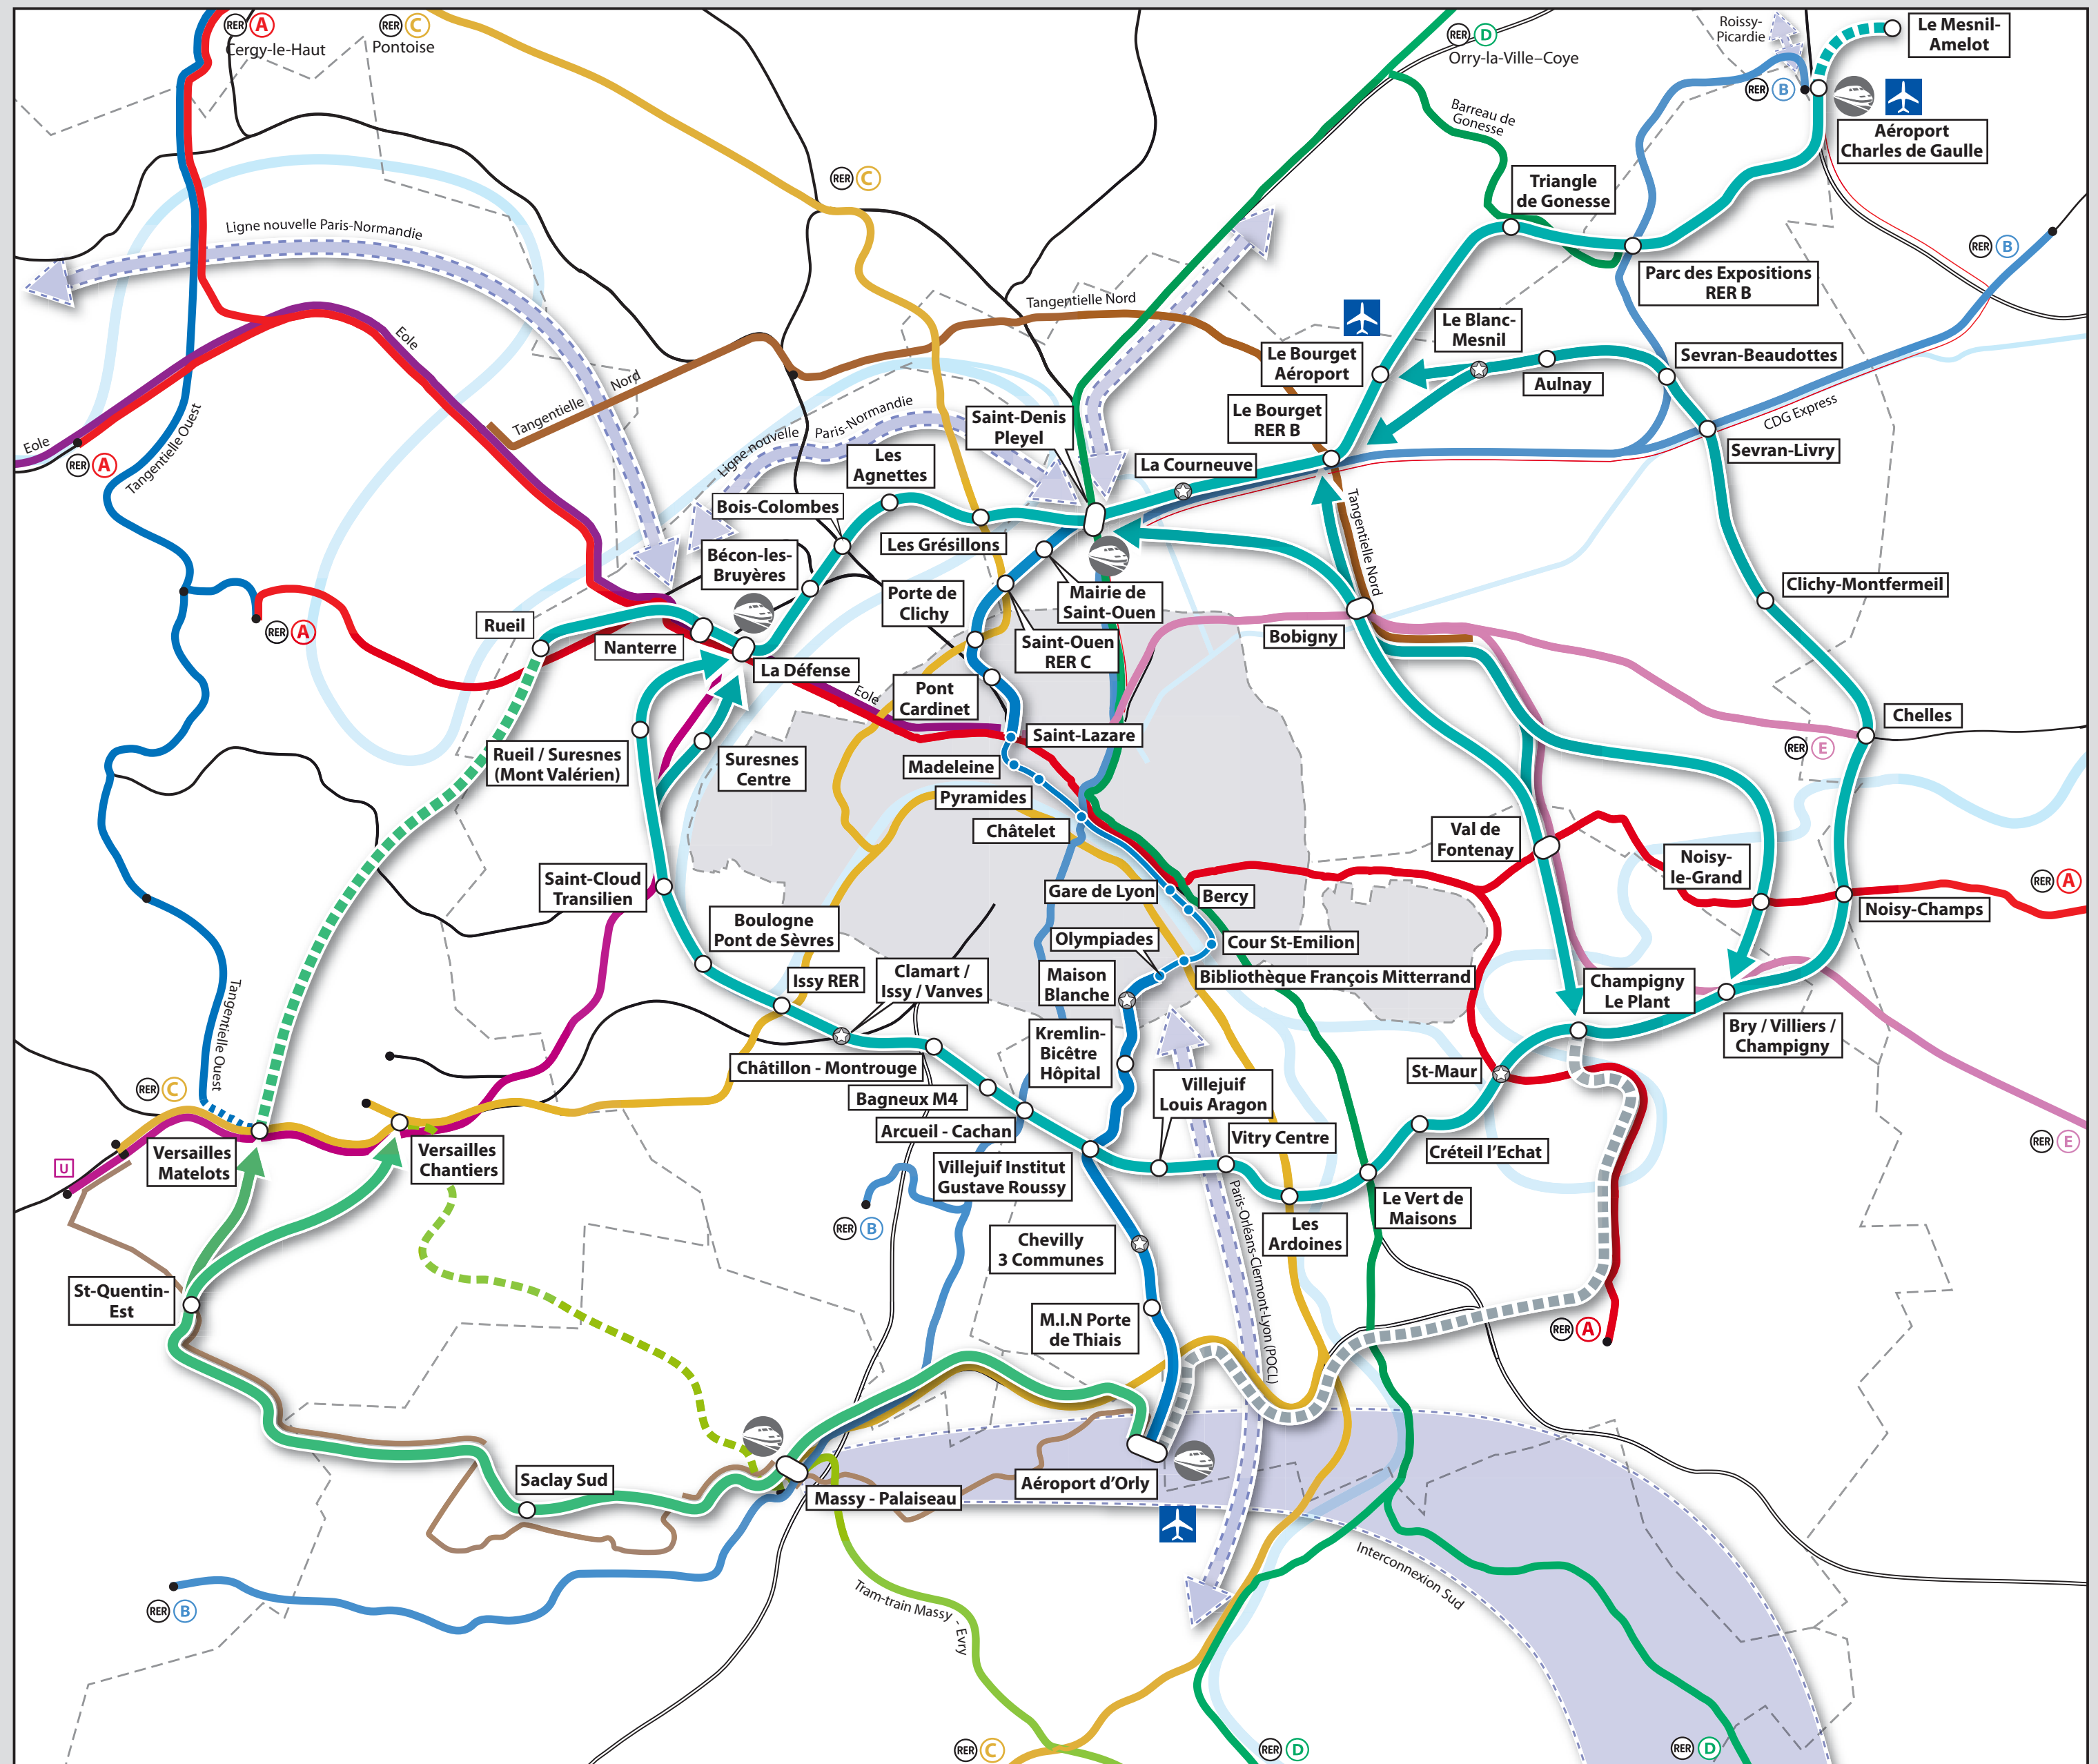 RER A
Cergy-le-Haut
RER C
Pontoise
RER D
Orry-la-Ville–Coye
Roissy-
Picardie
Le Mesnil-
Amelot
RER B
Aéroport
Charles de Gaulle
Barreau de
Gonesse
RER C
Triangle
de Gonesse
Ligne nouvelle Paris-Normandie
RER B
Parc des Expositions
RER B
Tangentielle Nord
Eole
Le Blanc-
Mesnil
Le Bourget
Aéroport
Sevran-Beaudottes
Aulnay
Tangentielle Nord
Le Bourget
RER B
CDG Express
Saint-Denis
Pleyel
Ligne nouvelle Paris-Normandie
Eole
RER A
Tangentielle Ouest
Les
Agnettes
La Courneuve
Sevran-Livry
Bois-Colombes
Les Grésillons
Tangentielle Nord
Bécon-les-
Bruyères
Porte de
Clichy
Mairie de
Saint-Ouen
Clichy-Montfermeil
Rueil
RER A
Nanterre
Saint-Ouen
RER C
Bobigny
La Défense
Eole
Pont
Cardinet
Chelles
Saint-Lazare
RER E
Rueil / Suresnes
(Mont Valérien)
Suresnes
Centre
Madeleine
Pyramides
Châtelet
Val de
Fontenay
Noisy-
le-Grand
Saint-Cloud
Transilien
Gare de Lyon
Bercy
RER A
Noisy-Champs
Boulogne
Pont de Sèvres
Olympiades
Cour St-Emilion
Issy RER
Clamart /
Issy / Vanves
Maison
Blanche
Bibliothèque François Mitterrand
Champigny
Le Plant
Tangentielle Ouest
Kremlin-
Bicêtre
Hôpital
Bry / Villiers /
Champigny
Châtillon - Montrouge
St-Maur
RER C
Bagneux M4
Villejuif
Louis Aragon
Arcueil - Cachan
Vitry Centre
Créteil l'Echat
RER E
Versailles
Matelots
Versailles
Chantiers
U
Villejuif Institut
Gustave Roussy
Le Vert de
Maisons
RER B
Paris-Orléans-Clermont-Lyon (POCL)
Les
Ardoines
Chevilly
3 Communes
St-Quentin-
Est
M.I.N Porte
de Thiais
RER A
Saclay Sud
Aéroport d'Orly
Massy - Palaiseau
Interconnexion Sud
RER B
Tram-train Massy - Evry
RER C
RER D
RER D